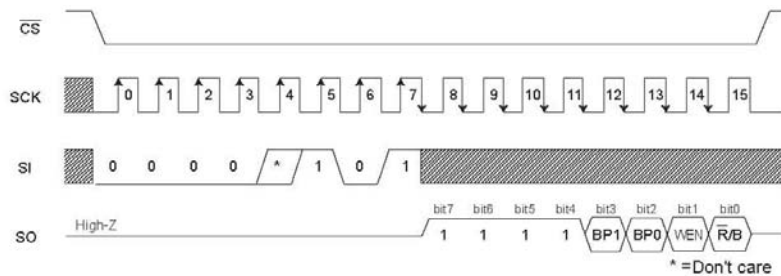 CS
SCK 0 1 2 3 4 5 6 7 8 9 10 11 12 13 14 15
SI 0 0 0 0 * 1 0 1
bit7 bit6 bit5 bit4 bit3 bit2 bit1 bit0
SO High-Z 1 1 1 1 BP1 BP0 WEN R/B
* =Don't care